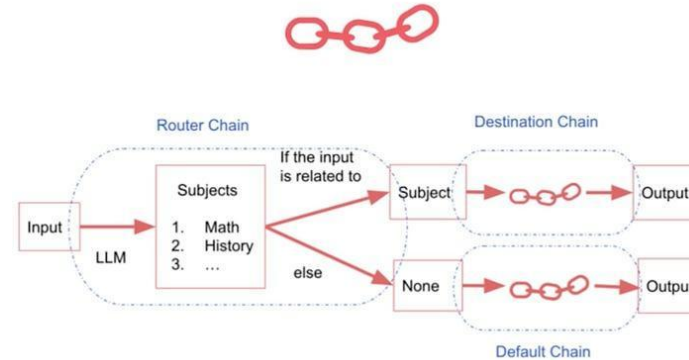 Router Chain
Destination Chain
If the input
is related to
Subjects
1. Math
2. History
3. ...
Input
LLM
else
Subject
Output
None
Output
Default Chain